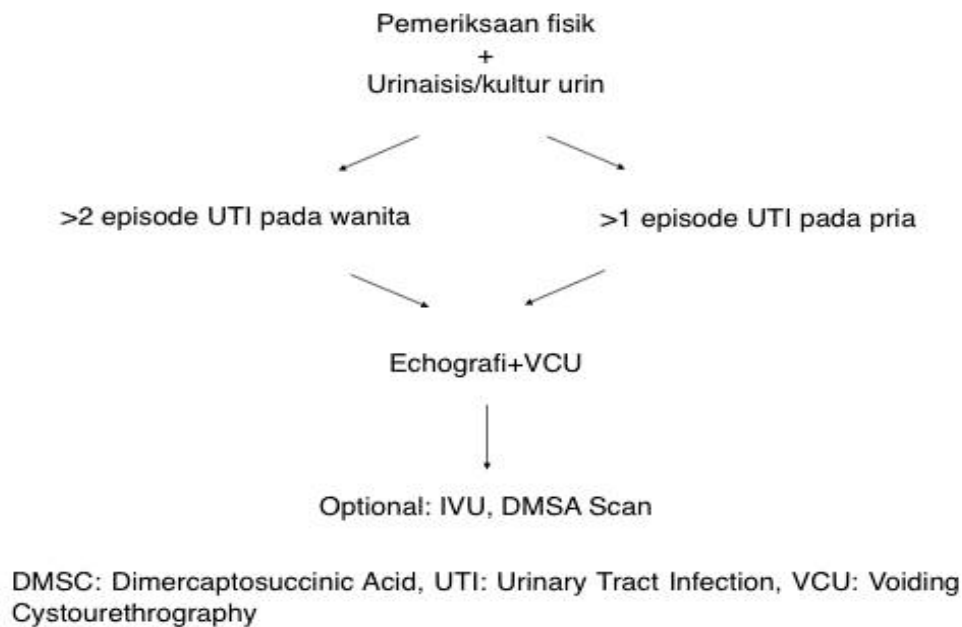 Pemeriksaan fisik
+
Urinaisis/kultur urin
>2 episode UTI pada wanita
>1 episode UTI pada pria
Echografi+VCU
Optional: IVU, DMSA Scan
DMSC: Dimercaptosuccinic Acid, UTI: Urinary Tract Infection, VCU: Voiding
Cystourethrography